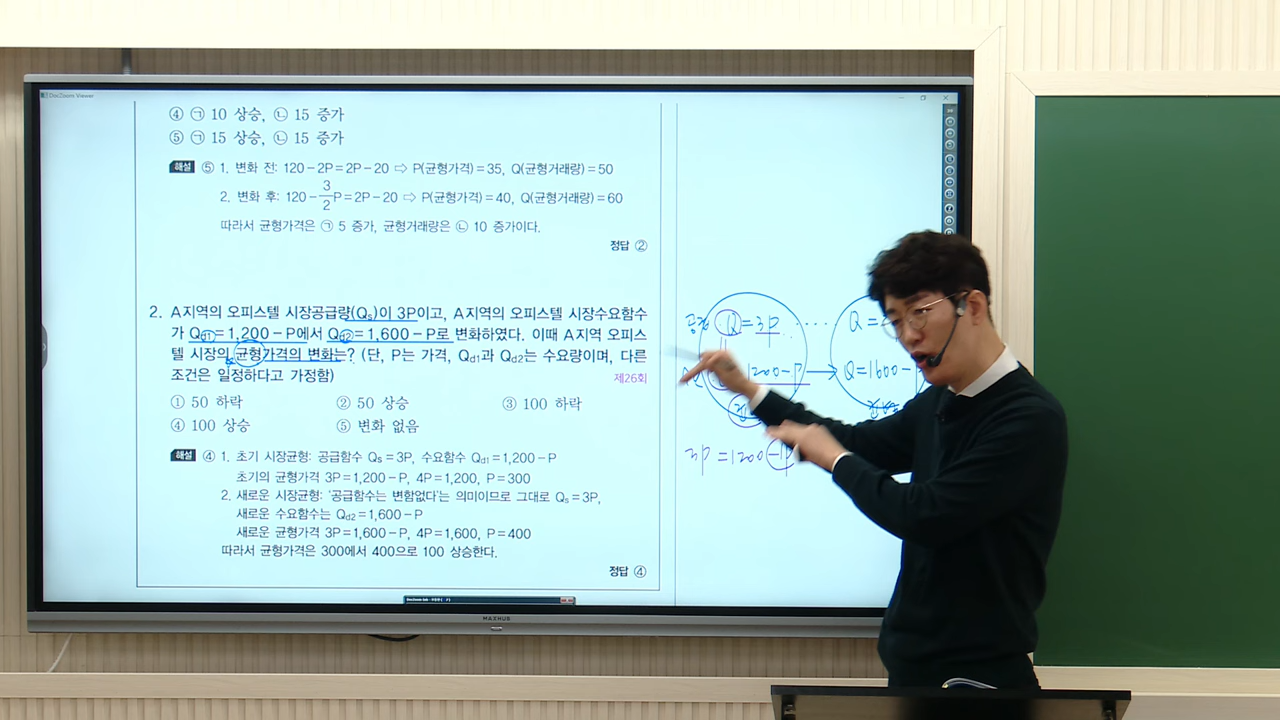 DocZoom Viewer
④ ㉠ 10 상승, ㉡ 15 증가
⑤ ㉠ 15 상승, ㉡ 15 증가
해설 ⑤ 1. 변화 전: 120-2P=2P-20 ⇨ P(균형가격)=35, Q(균형거래량)=50
2. 변화 후: 120-3/2P=2P-20 ⇨ P(균형가격)=40, Q(균형거래량)=60
따라서 균형가격은 ㉠ 5 증가, 균형거래량은 ㉡ 10 증가이다.
정답 ②
2. A지역의 오피스텔 시장공급량(Qs)이 3P이고, A지역의 오피스텔 시장수요함수
가 Qd1=1,200-P에서 Qd2=1,600-P로 변화하였다. 이때 A지역 오피스
텔 시장의 균형가격의 변화는? (단, P는 가격, Qd1과 Qd2는 수요량이며, 다른
조건은 일정하다고 가정함)
제26회
① 50 하락 ② 50 상승 ③ 100 하락
④ 100 상승 ⑤ 변화 없음
해설 ④ 1. 초기 시장균형: 공급함수 Qs=3P, 수요함수 Qd1=1,200-P
초기의 균형가격 3P=1,200-P, 4P=1,200, P=300
2. 새로운 시장균형: '공급함수는 변함없다'는 의미이므로 그대로 Qs=3P,
새로운 수요함수는 Qd2=1,600-P
새로운 균형가격 3P=1,600-P, 4P=1,600, P=400
따라서 균형가격은 300에서 400으로 100 상승한다.
정답 ④
Q=3P ..... Q=
1200-P → Q=1600-
3P=1200-P
MAXHUB